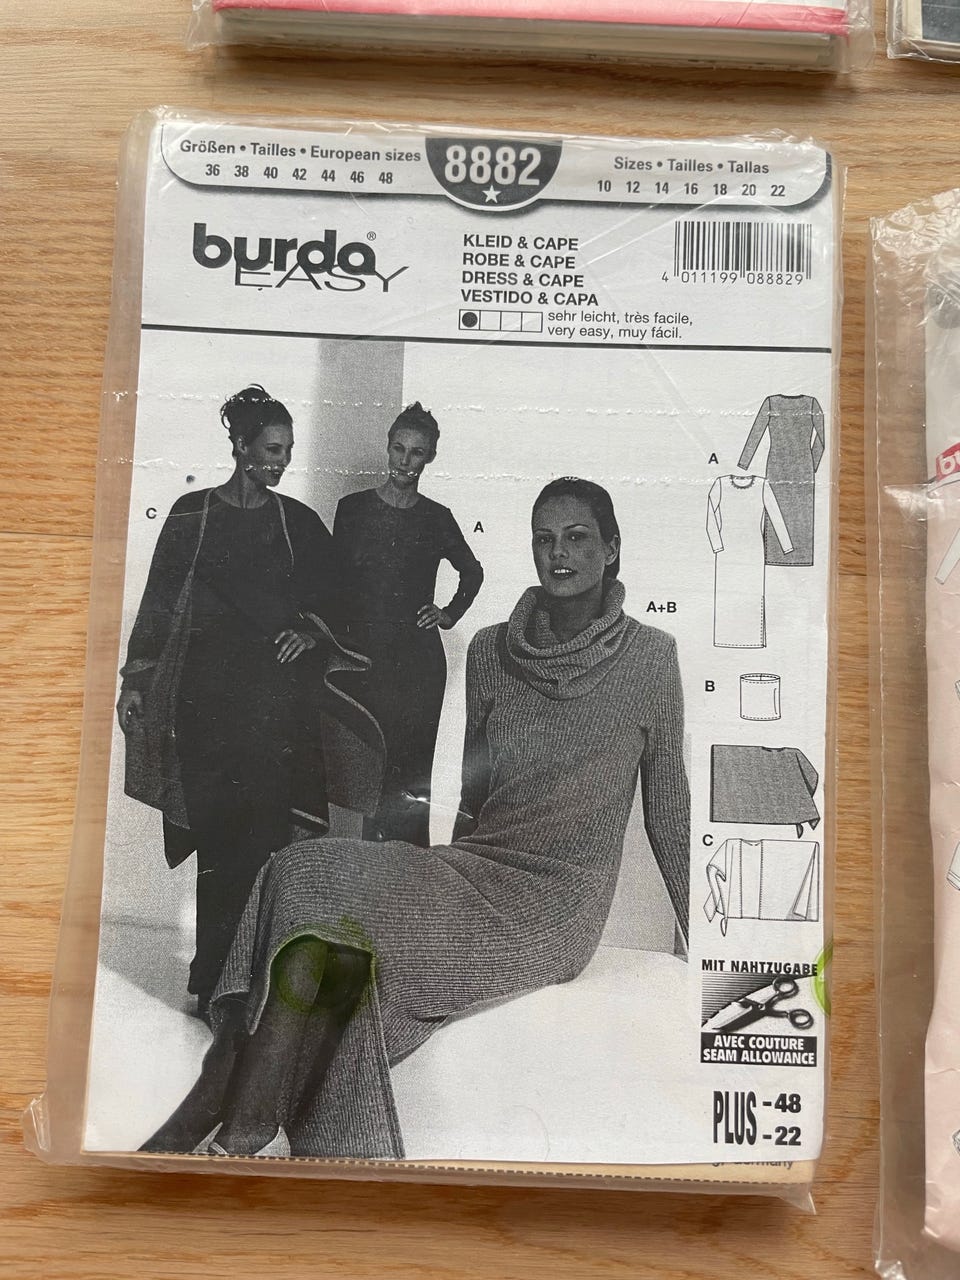 Größen • Tailles • European sizes
36 38 40 42 44 46 48
8882
Sizes • Tailles • Tallas
10 12 14 16 18 20 22
burda®
EASY
KLEID & CAPE
ROBE & CAPE
DRESS & CAPE
VESTIDO & CAPA
sehr leicht, très facile,
very easy, muy fácil.
4 011199 088829
C
A
A+B
A
B
C
MIT NAHTZUGABE
AVEC COUTURE
SEAM ALLOWANCE
PLUS -48
-22
Germany